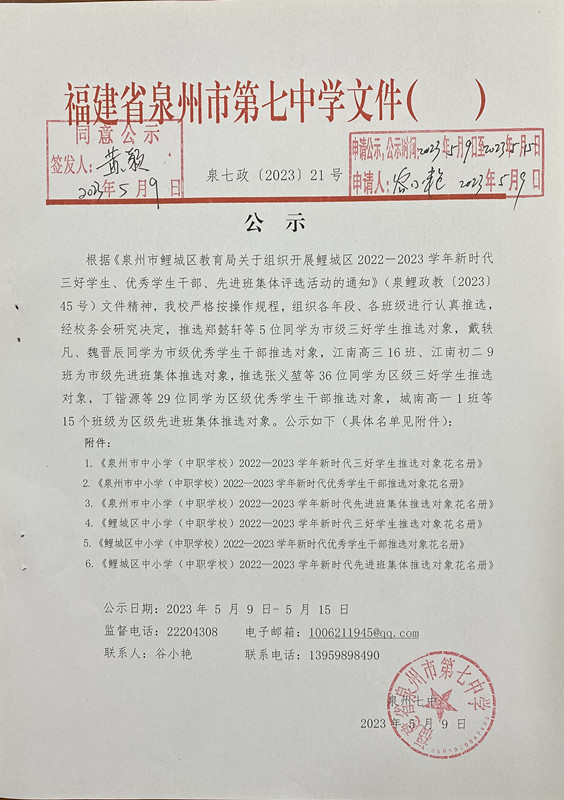 福建省泉州市第七中学文件(  )
同意公示
签发人：
2023年5月9日
申请公示,公示时间:2023年5月9日至2023年5月15日
申请人：谷小艳 2023年5月9日
泉七政〔2023〕21号
公 示
根据《泉州市鲤城区教育局关于组织开展鲤城区2022－2023学年新时代
三好学生、优秀学生干部、先进班集体评选活动的通知》（泉鲤政教〔2023〕
45号）文件精神，我校严格按操作规程，组织各年段、各班级进行认真推选，
经校务会研究决定，推选郑懿轩等5位同学为市级三好学生推选对象，戴轶
凡、魏晋辰同学为市级优秀学生干部推选对象，江南高三16班、江南初二9
班为市级先进班集体推选对象，推选张义堃等36位同学为区级三好学生推选
对象，丁锴源等29位同学为区级优秀学生干部推选对象，城南高一1班等
15个班级为区级先进班集体推选对象。公示如下（具体名单见附件）：
附件：
1.《泉州市中小学（中职学校）2022—2023学年新时代三好学生推选对象花名册》
2.《泉州市中小学（中职学校）2022—2023学年新时代优秀学生干部推选对象花名册》
3.《泉州市中小学（中职学校）2022—2023学年新时代先进班集体推选对象花名册》
4.《鲤城区中小学（中职学校）2022—2023学年新时代三好学生推选对象花名册》
5.《鲤城区中小学（中职学校）2022—2023学年新时代优秀学生干部推选对象花名册》
6.《鲤城区中小学（中职学校）2022—2023学年新时代先进班集体推选对象花名册》
公示日期：2023 年 5 月 9 日- 5 月 15 日
监督电话：22204308 电子邮箱：1006211945@qq.com
联系人：谷小艳 联系电话：13959898490
福建省泉州市第七中学
泉州七中
2023 年 5 月 9 日